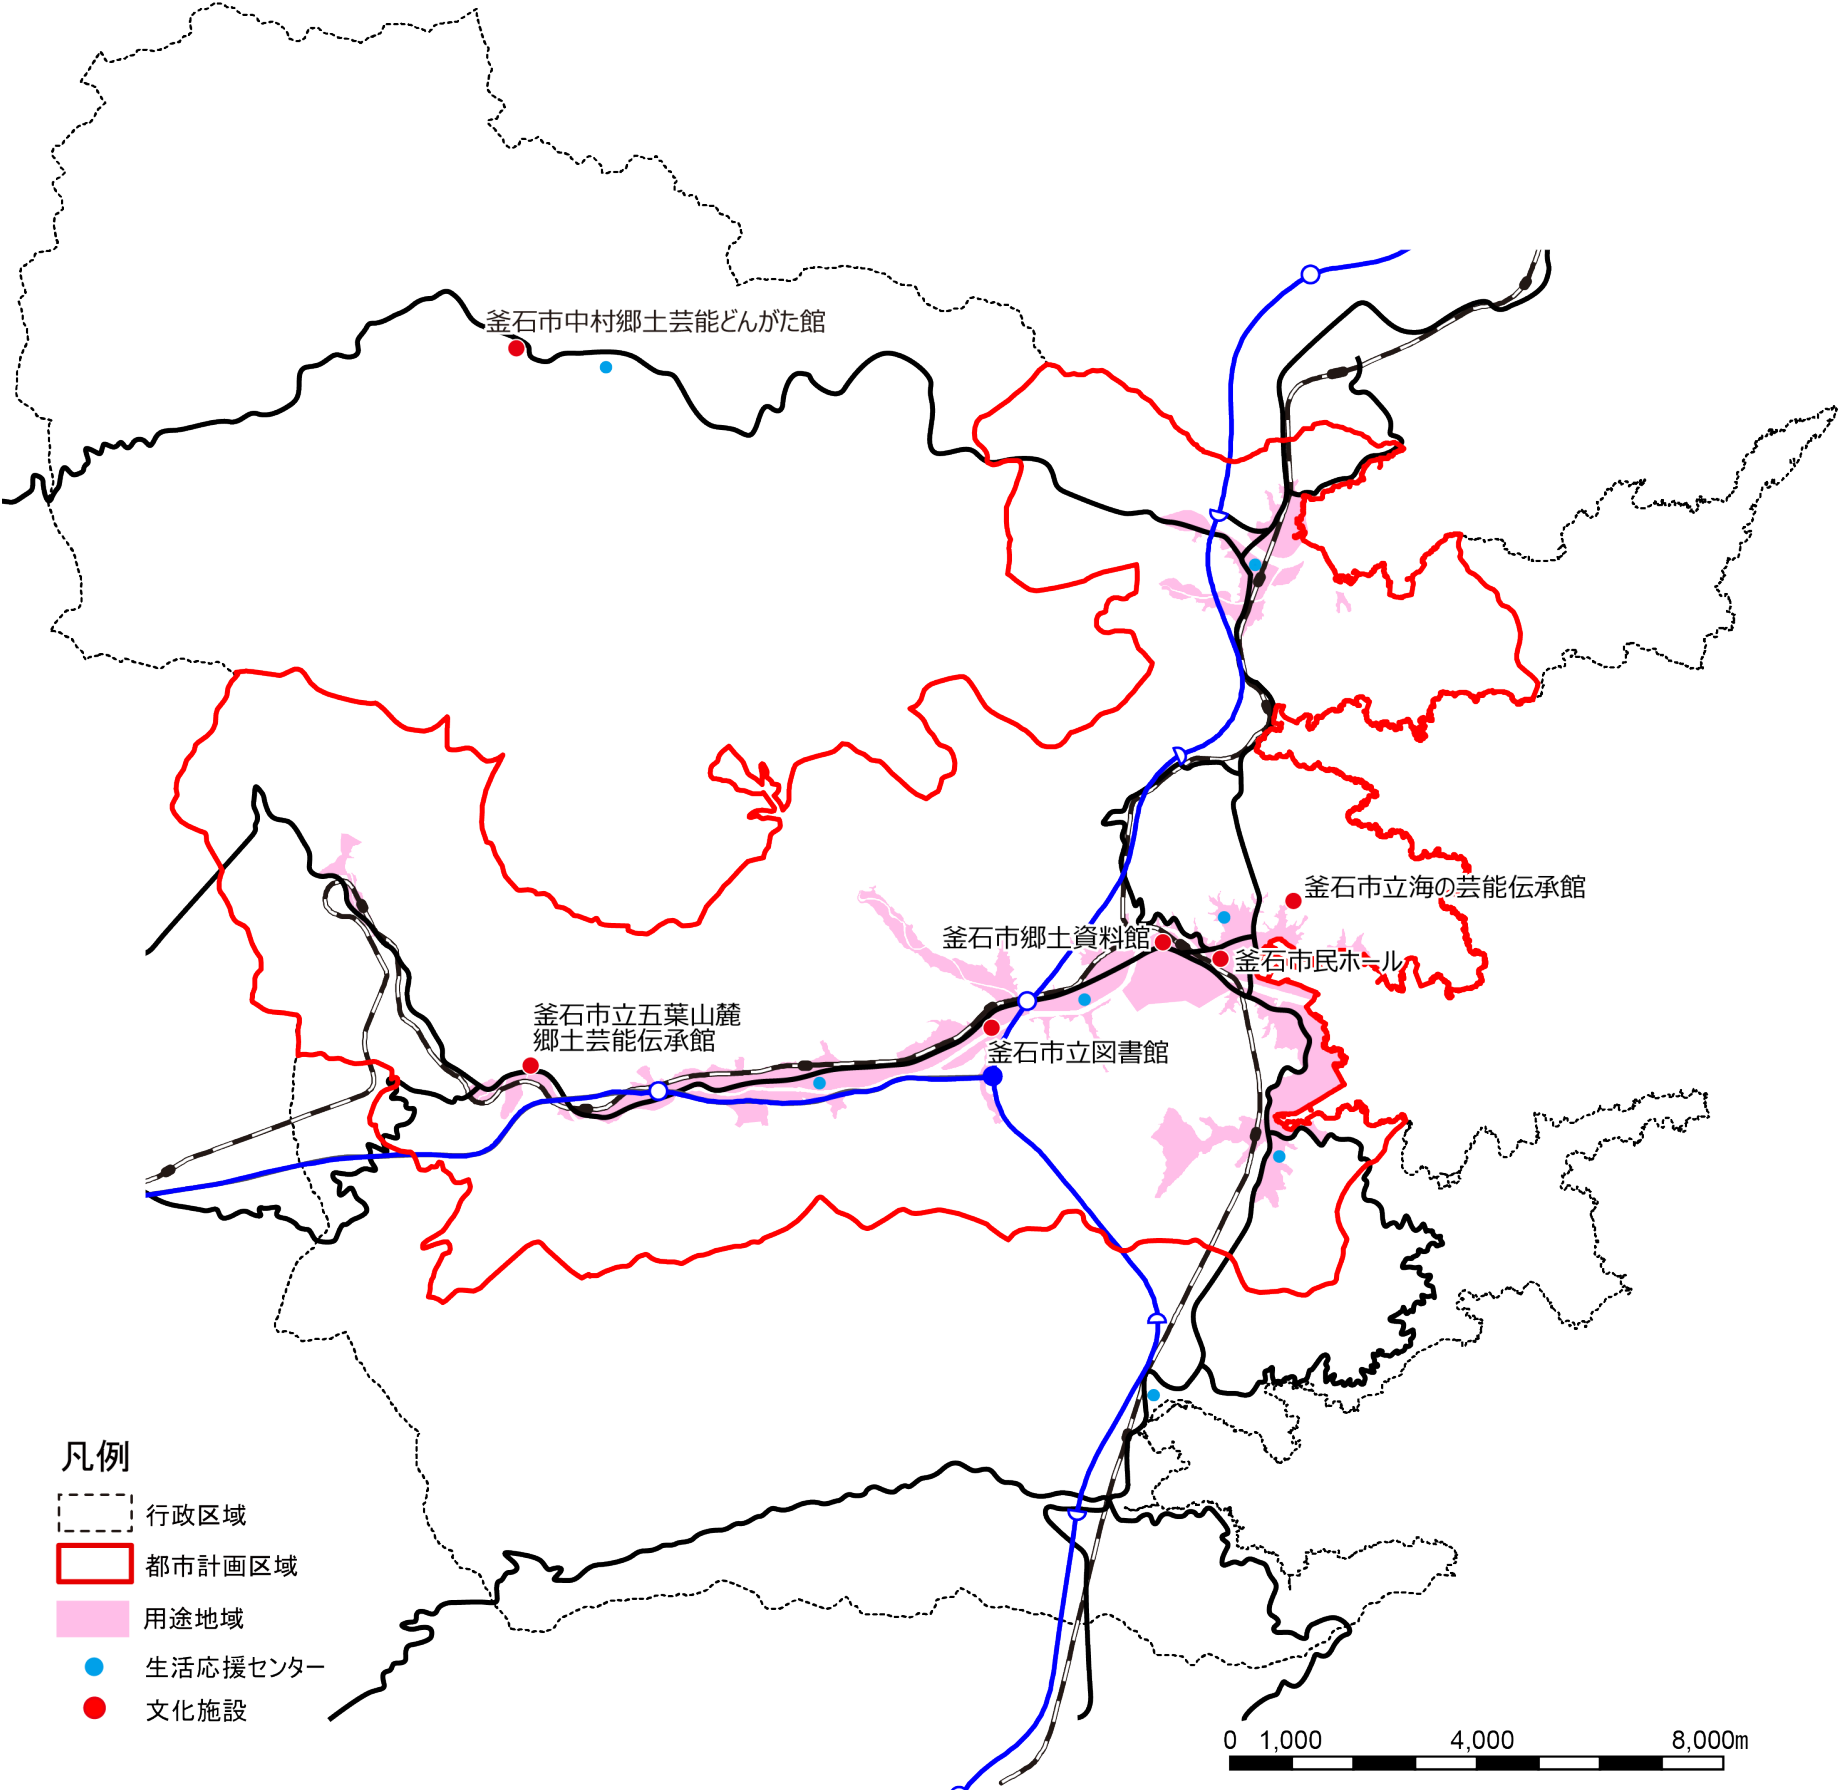 釜石市中村郷土芸能どんがた館
釜石市立海の芸能伝承館
釜石市郷土資料館
釜石市民ホール
釜石市立五葉山麓
郷土芸能伝承館
釜石市立図書館
凡例
行政区域
都市計画区域
用途地域
生活応援センター
文化施設
0 1,000 4,000 8,000m